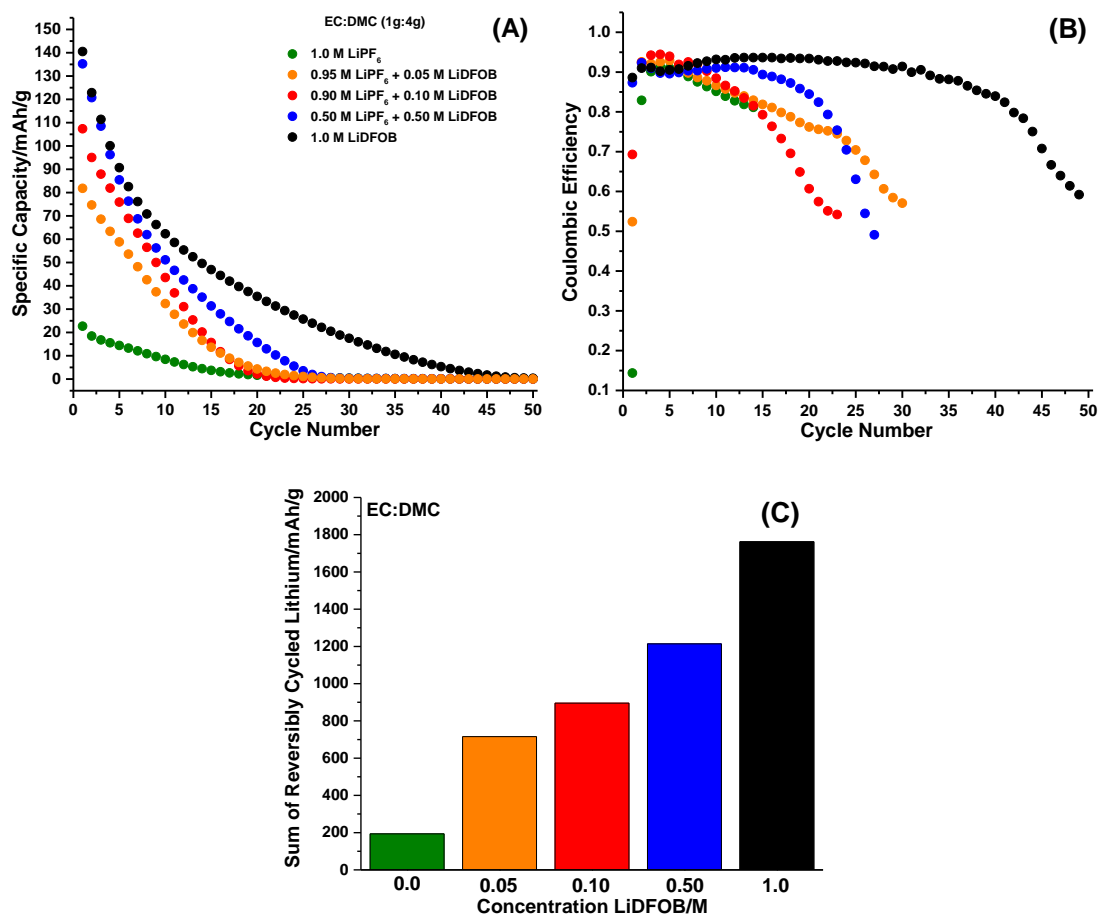 (A)
EC:DMC (1g:4g)
1.0 M LiPF6
0.95 M LiPF6 + 0.05 M LiDFOB
0.90 M LiPF6 + 0.10 M LiDFOB
0.50 M LiPF6 + 0.50 M LiDFOB
1.0 M LiDFOB
Specific Capacity/mAh/g
150
140
130
120
110
100
90
80
70
60
50
40
30
20
10
0
0 5 10 15 20 25 30 35 40 45 50
Cycle Number
(B)
Coulombic Efficiency
1.0
0.9
0.8
0.7
0.6
0.5
0.4
0.3
0.2
0.1
0 5 10 15 20 25 30 35 40 45 50
Cycle Number
EC:DMC
(C)
Sum of Reversibly Cycled Lithium/mAh/g
2000
1800
1600
1400
1200
1000
800
600
400
200
0
0.0 0.05 0.10 0.50 1.0
Concentration LiDFOB/M